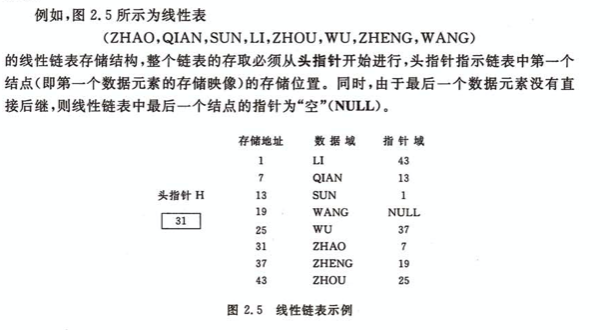 例如,图 2.5 所示为线性表
(ZHAO,QIAN,SUN,LI,ZHOU,WU,ZHENG,WANG)
的线性链表存储结构,整个链表的存取必须从头指针开始进行,头指针指示链表中第一个
结点(即第一个数据元素的存储映像)的存储位置。同时,由于最后一个数据元素没有直
接后继,则线性链表中最后一个结点的指针为“空”(NULL)。
存储地址 数据域 指针域
1 LI 43
7 QIAN 13
头指针 H 13 SUN 1
31 19 WANG NULL
25 WU 37
31 ZHAO 7
37 ZHENG 19
43 ZHOU 25
图 2.5 线性链表示例